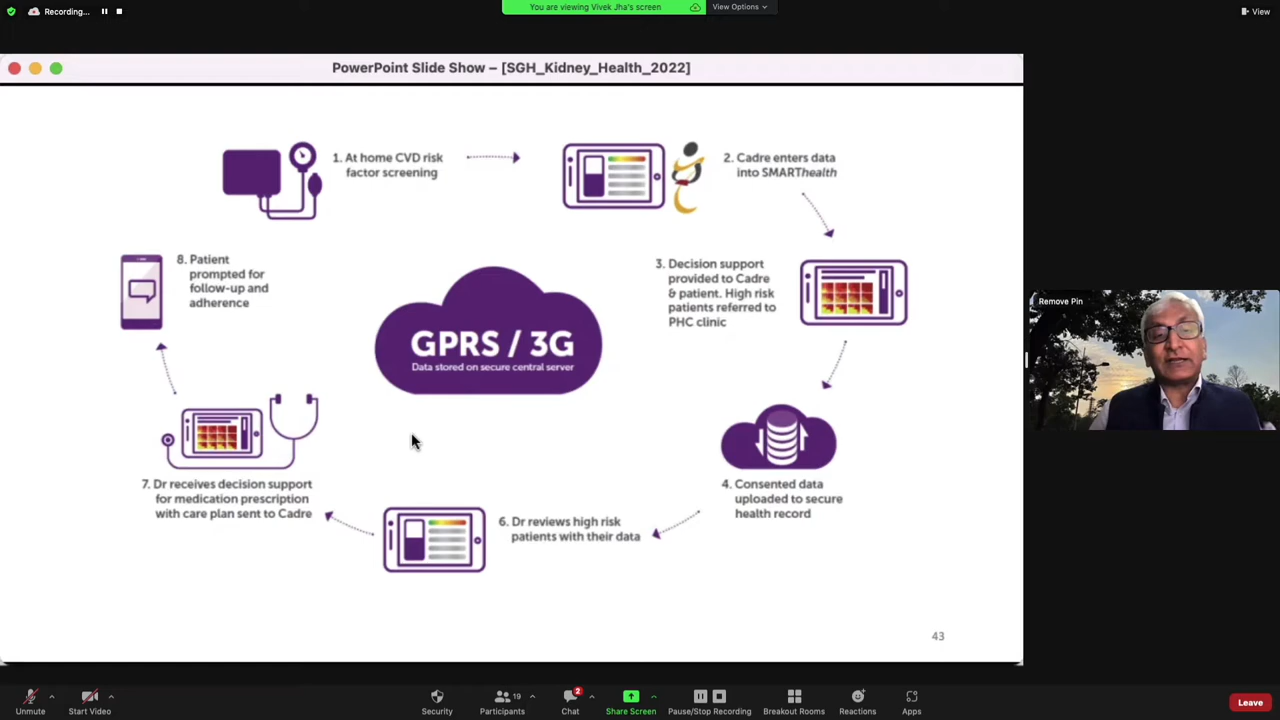 Recording...
You are viewing Vivek Jha's screen
View Options
View
PowerPoint Slide Show – [SGH_Kidney_Health_2022]
1. At home CVD risk
factor screening
2. Cadre enters data
into SMARThealth
3. Decision support
provided to Cadre
& patient. High risk
patients referred to
PHC clinic
8. Patient
prompted for
follow-up and
adherence
GPRS / 3G
Data stored on secure central server
Remove Pin
4. Consented data
uploaded to secure
health record
7. Dr receives decision support
for medication prescription
with care plan sent to Cadre
6. Dr reviews high risk
patients with their data
43
Unmute
Start Video
Security
Participants
19
Chat
2
Share Screen
Pause/Stop Recording
Breakout Rooms
Reactions
Apps
Leave